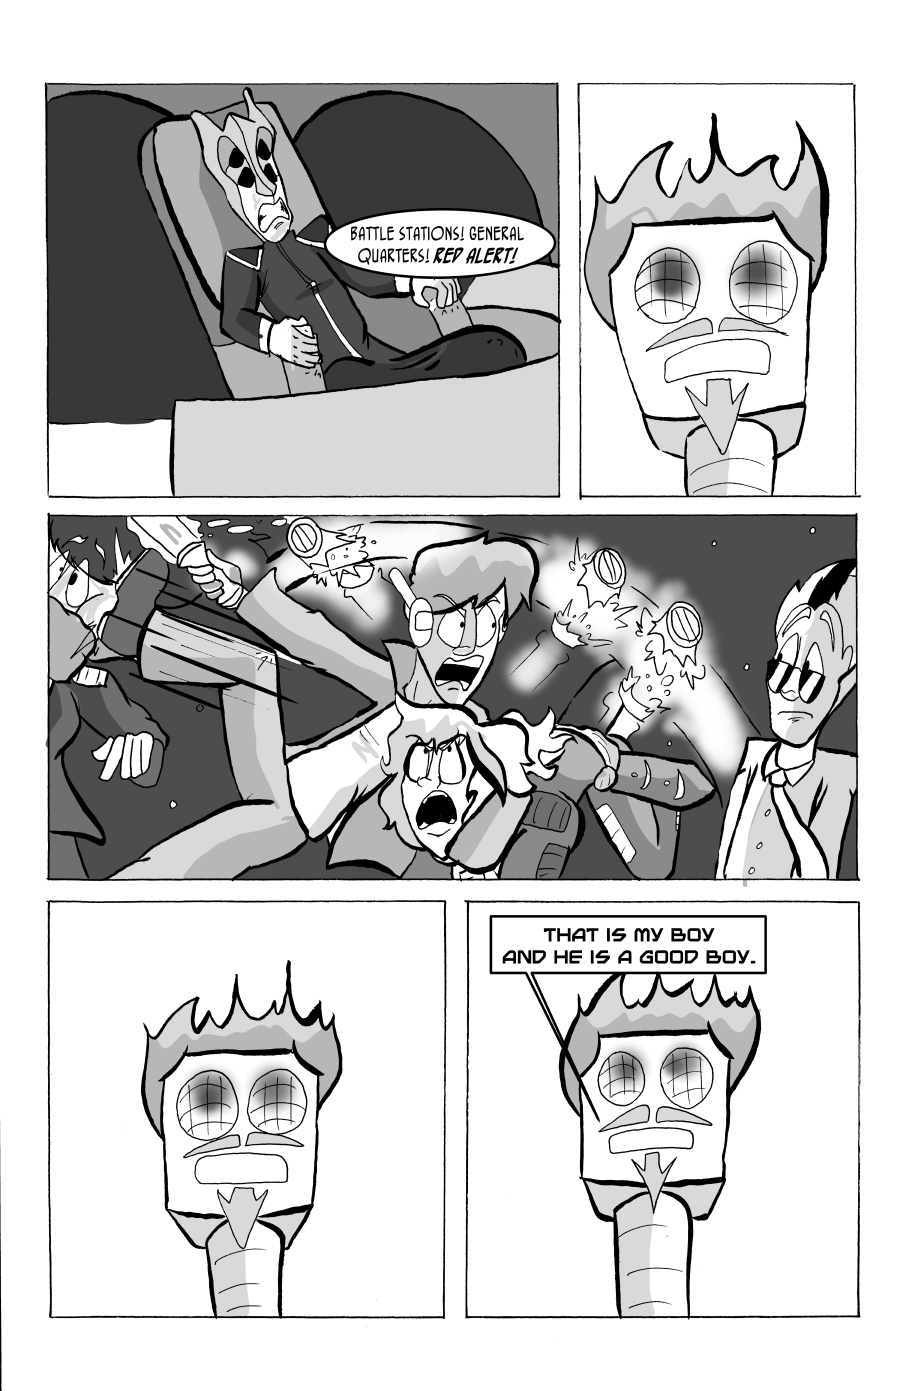 BATTLE STATIONS! GENERAL
QUARTERS! RED ALERT!
THAT IS MY BOY
AND HE IS A GOOD BOY.